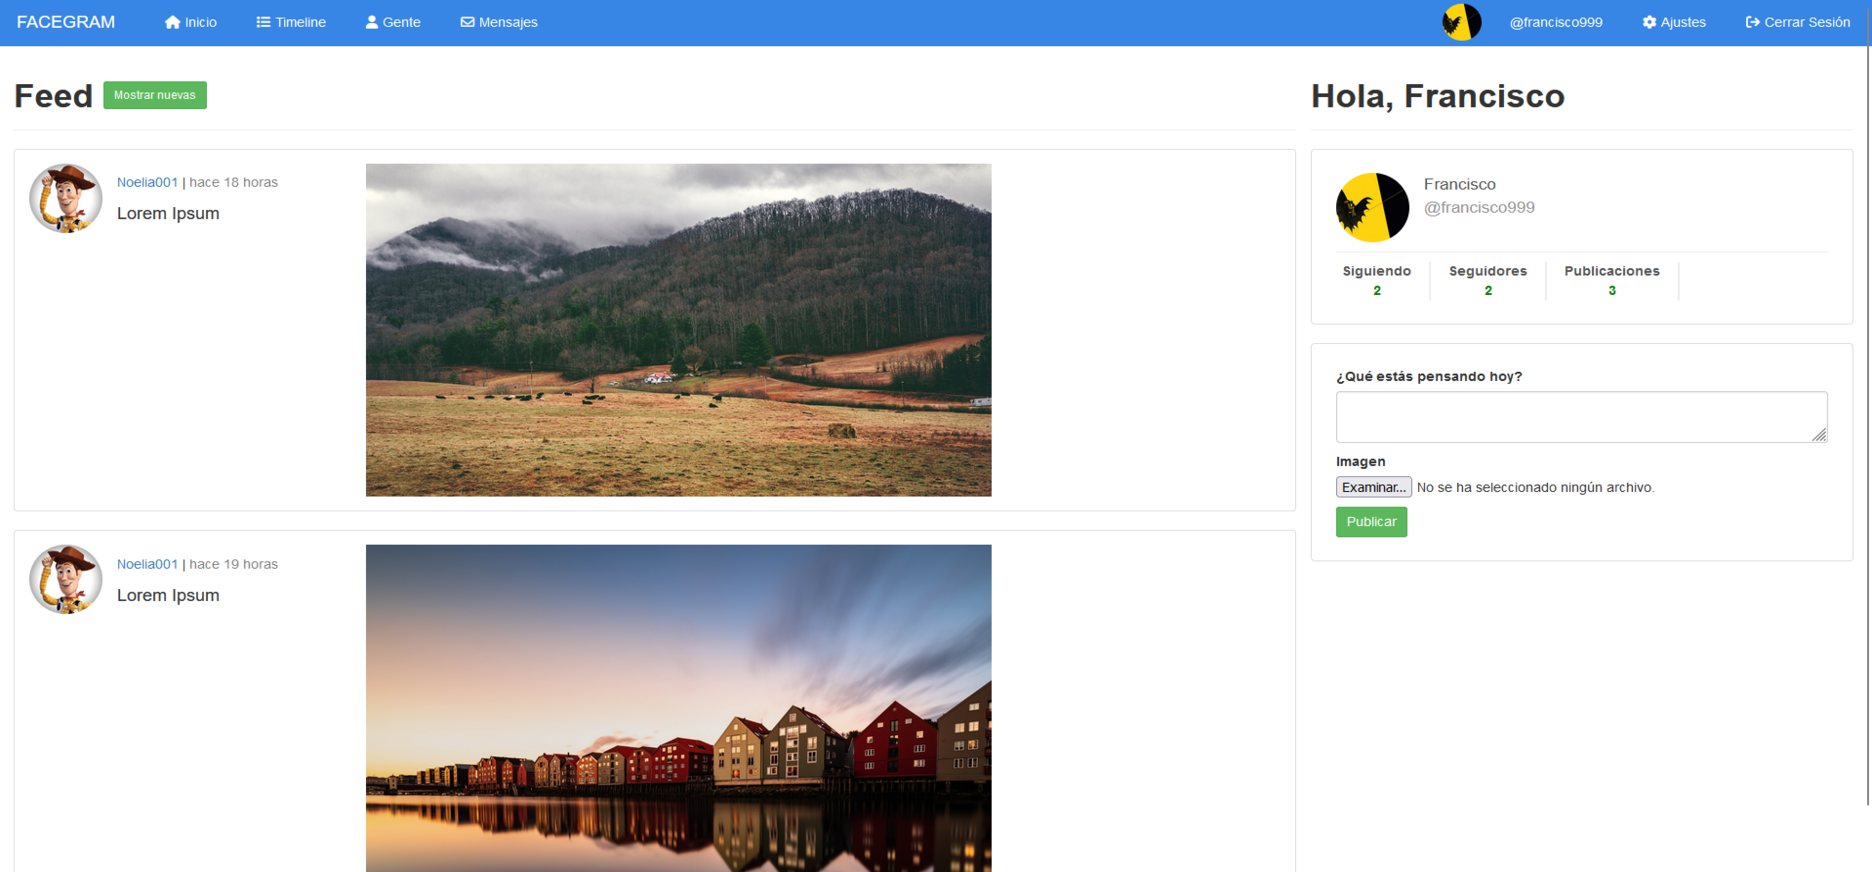 FACEGRAM Inicio Timeline Gente Mensajes @francisco999 Ajustes Cerrar Sesión
Feed Mostrar nuevas
Noelia001 | hace 18 horas
Lorem Ipsum
Noelia001 | hace 19 horas
Lorem Ipsum
Hola, Francisco
Francisco
@francisco999
Siguiendo Seguidores Publicaciones
2 2 3
¿Qué estás pensando hoy?
Imagen
Examinar... No se ha seleccionado ningún archivo.
Publicar